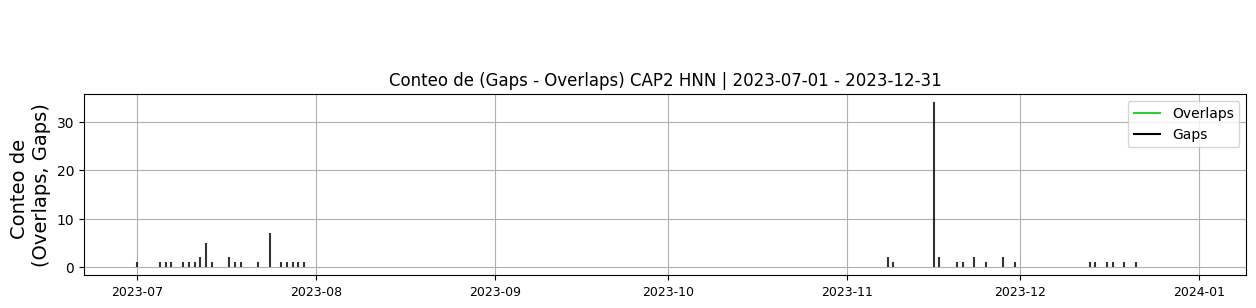 Conteo de (Gaps - Overlaps) CAP2 HNN | 2023-07-01 - 2023-12-31
Conteo de
(Overlaps, Gaps)
30
20
10
0
Overlaps
Gaps
2023-07
2023-08
2023-09
2023-10
2023-11
2023-12
2024-01